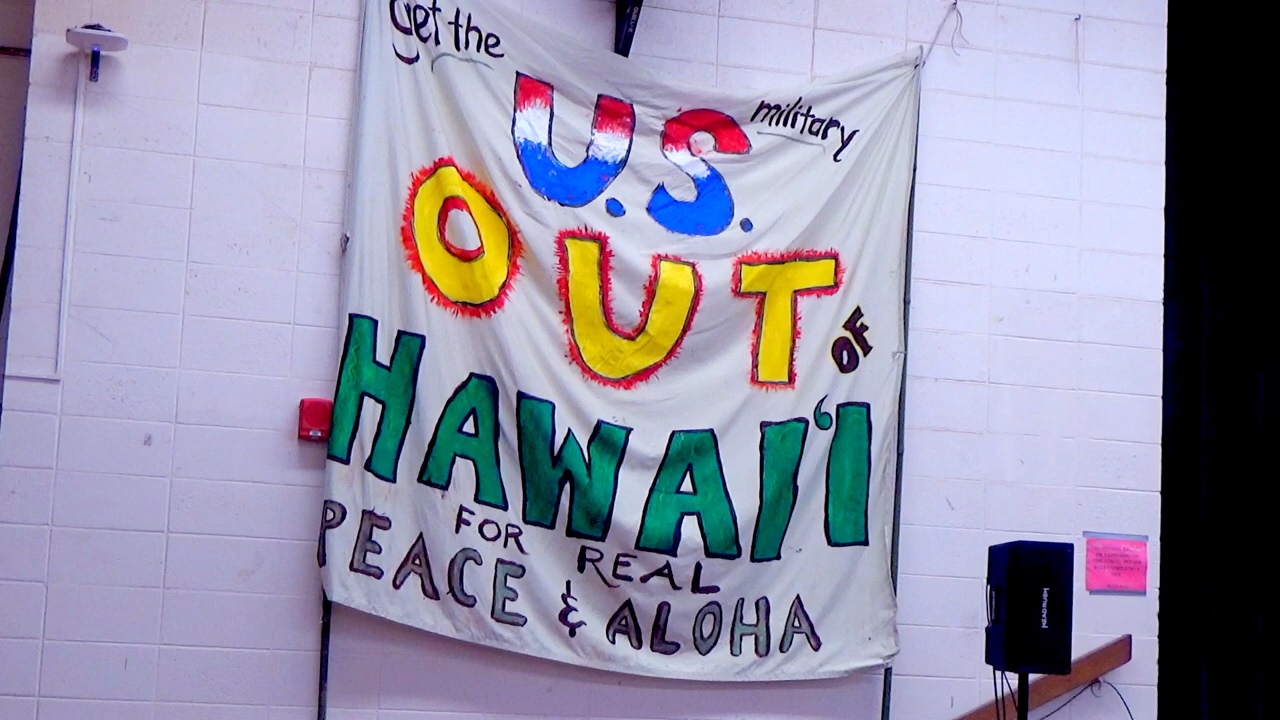 get the
U.S. military
OUT OF
HAWAIʻI
FOR REAL
PEACE & ALOHA